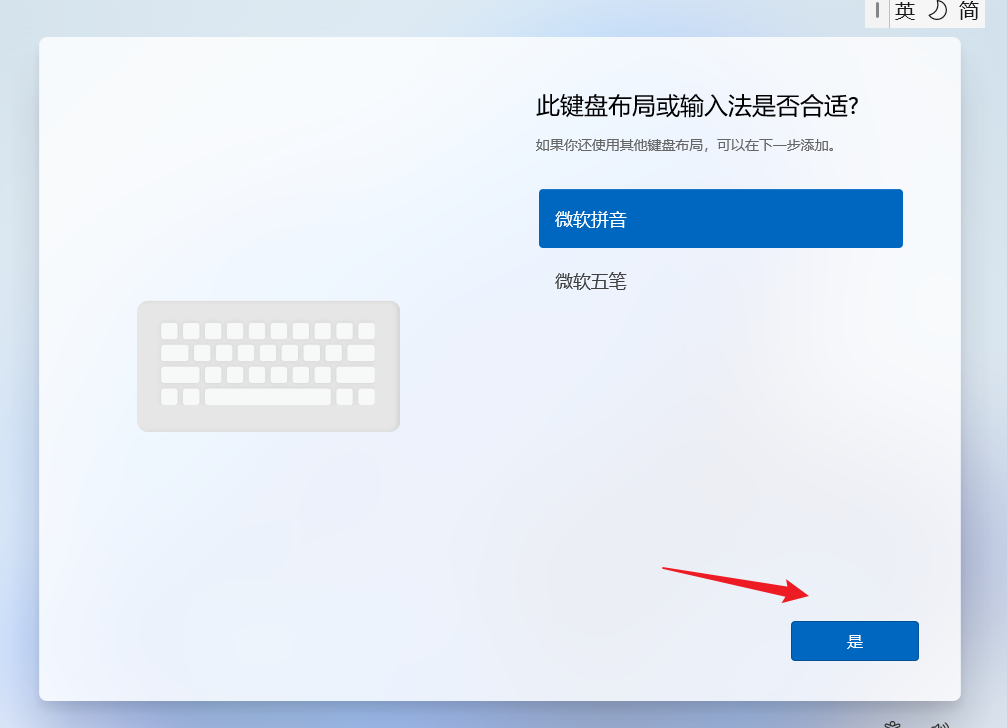 英 简
此键盘布局或输入法是否合适?
如果你还使用其他键盘布局，可以在下一步添加。
微软拼音
微软五笔
是